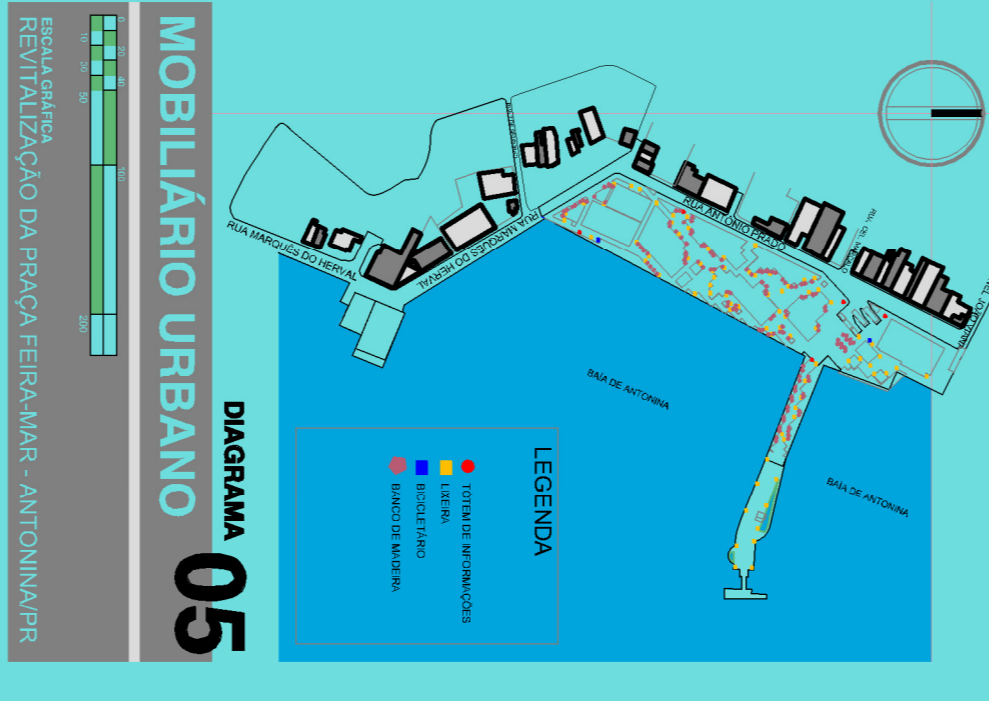 MOBILIÁRIO URBANO
DIAGRAMA
05
ESCALA GRÁFICA
REVITALIZAÇÃO DA PRAÇA FEIRA-MAR - ANTONINA/PR
0
20
40
100
200
10
30
50
RUA MARQUÊS DO HERVAL
RUA MARQUÊS DO HERVAL
RUA ANTÔNIO PRADO
BAÍA DE ANTONINA
BAÍA DE ANTONINA
LEGENDA
TÓTEM DE INFORMAÇÕES
LIXEIRA
BICICLETÁRIO
BANCO DE MADEIRA